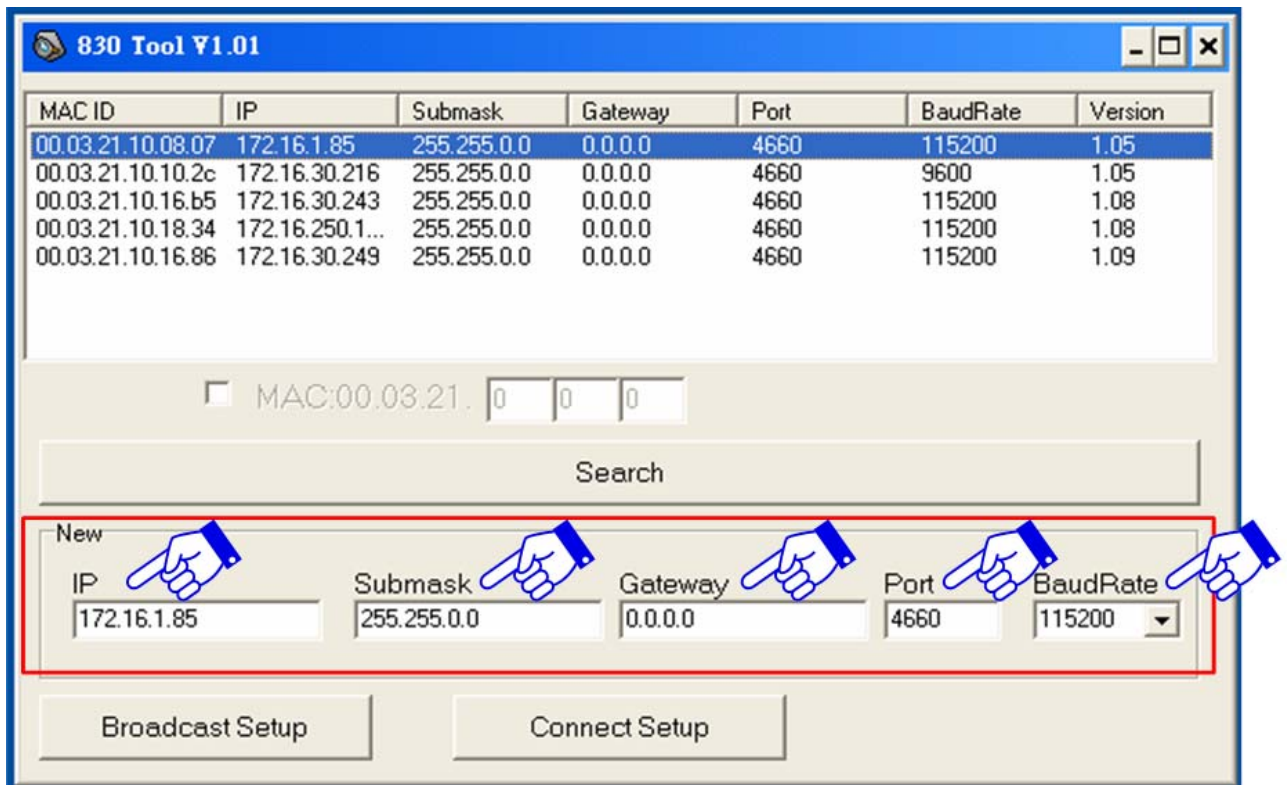 830 Tool V1.01
MAC ID IP Submask Gateway Port BaudRate Version
00.03.21.10.08.07 172.16.1.85 255.255.0.0 0.0.0.0 4660 115200 1.05
00.03.21.10.10.2c 172.16.30.216 255.255.0.0 0.0.0.0 4660 9600 1.05
00.03.21.10.16.b5 172.16.30.243 255.255.0.0 0.0.0.0 4660 115200 1.08
00.03.21.10.18.34 172.16.250.1... 255.255.0.0 0.0.0.0 4660 115200 1.08
00.03.21.10.16.86 172.16.30.249 255.255.0.0 0.0.0.0 4660 115200 1.09
MAC:00.03.21. 0 0 0
Search
New
IP Submask Gateway Port BaudRate
172.16.1.85 255.255.0.0 0.0.0.0 4660 115200
Broadcast Setup Connect Setup